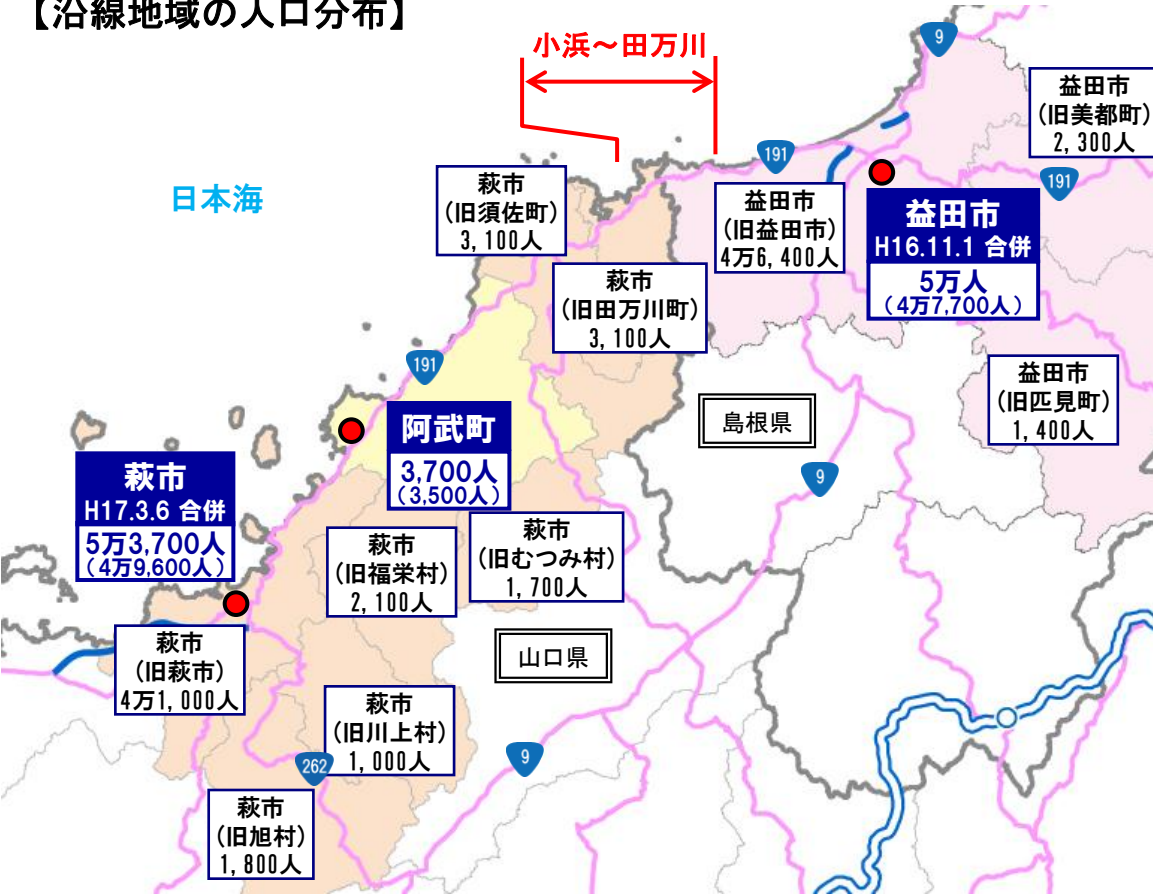 【沿線地域の人口分布】
小浜～田万川
9
益田市
(旧美都町)
2,300人
191
191
日本海
萩市
(旧須佐町)
3,100人
益田市
(旧益田市)
4万6,400人
益田市
H16.11.1 合併
5万人
（4万7,700人）
萩市
(旧田万川町)
3,100人
191
益田市
(旧匹見町)
1,400人
島根県
阿武町
3,700人
（3,500人）
9
萩市
H17.3.6 合併
5万3,700人
（4万9,600人）
萩市
(旧福栄村)
2,100人
萩市
(旧むつみ村)
1,700人
萩市
(旧萩市)
4万1,000人
山口県
萩市
(旧川上村)
1,000人
262
9
萩市
(旧旭村)
1,800人